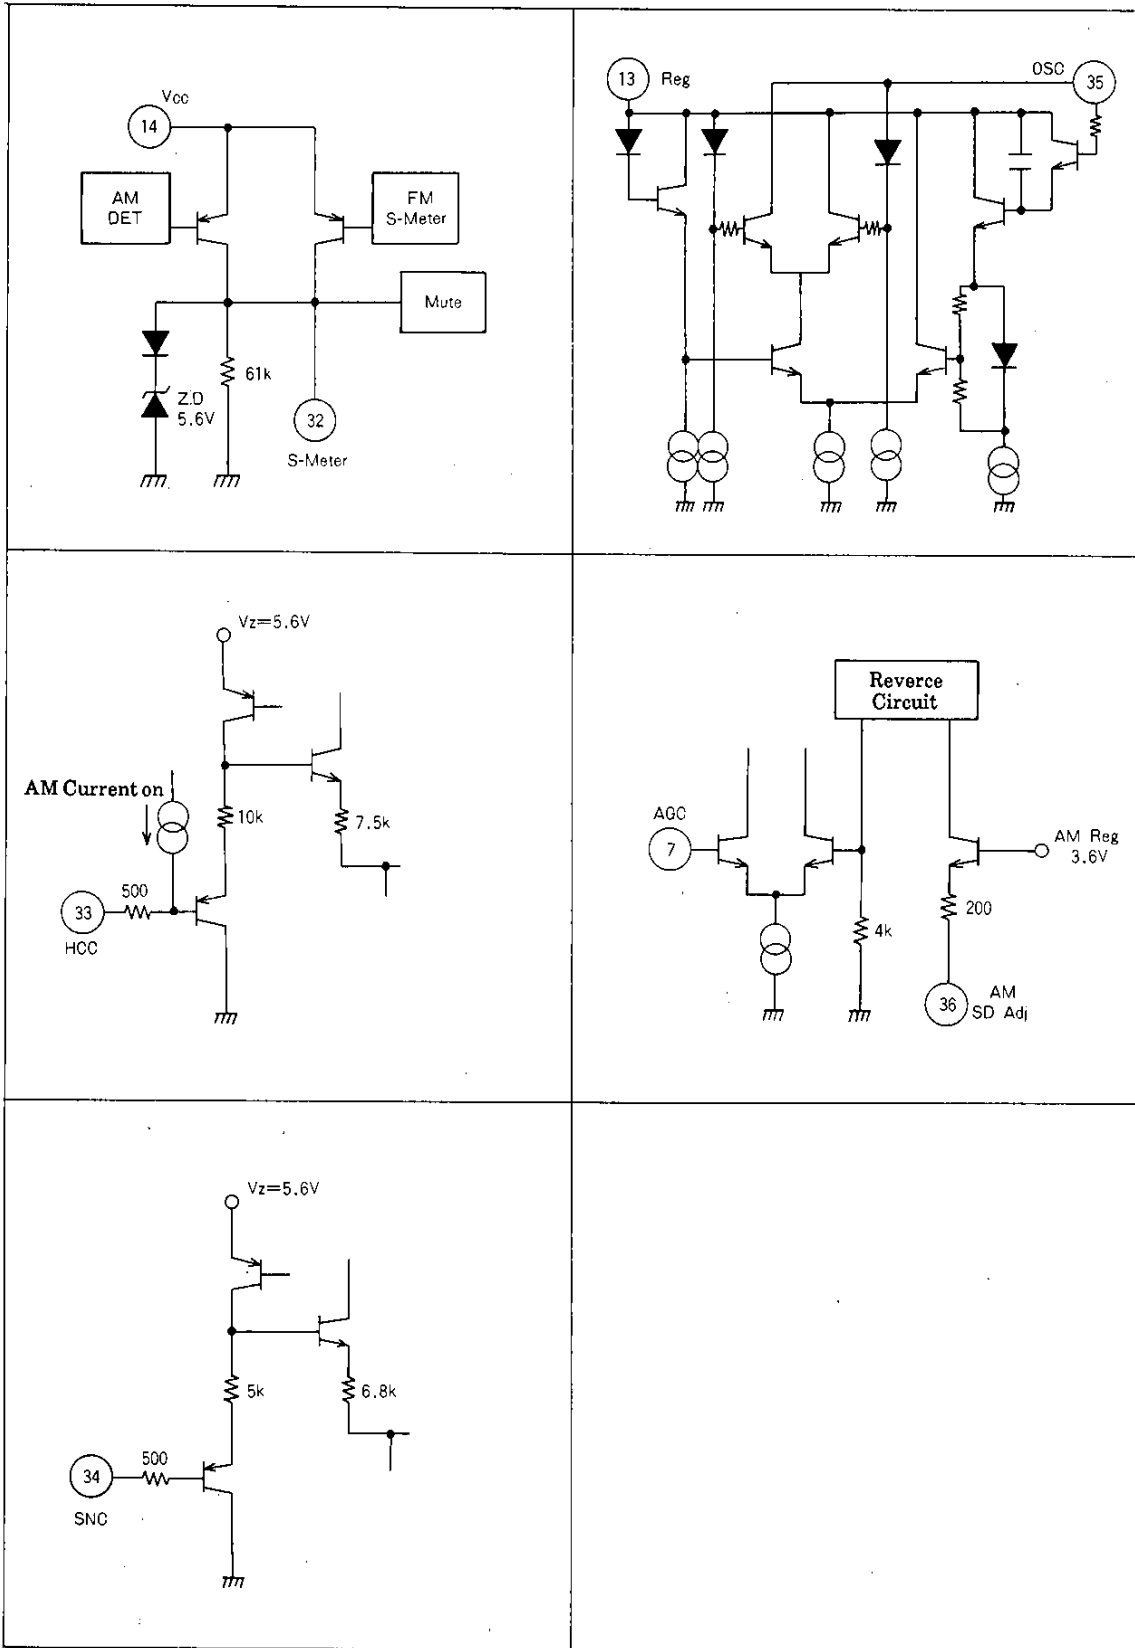 Vcc
14
AM
DET
FM
S-Meter
Mute
61k
Z.D
5.6V
32
S-Meter
13 Reg
OSC 35
Vz=5.6V
AM Current on
10k
7.5k
500
33
HCC
Reverce
Circuit
AGC
7
AM Reg
3.6V
200
4k
36 AM
SD Adj
Vz=5.6V
5k
6.8k
500
34
SNC